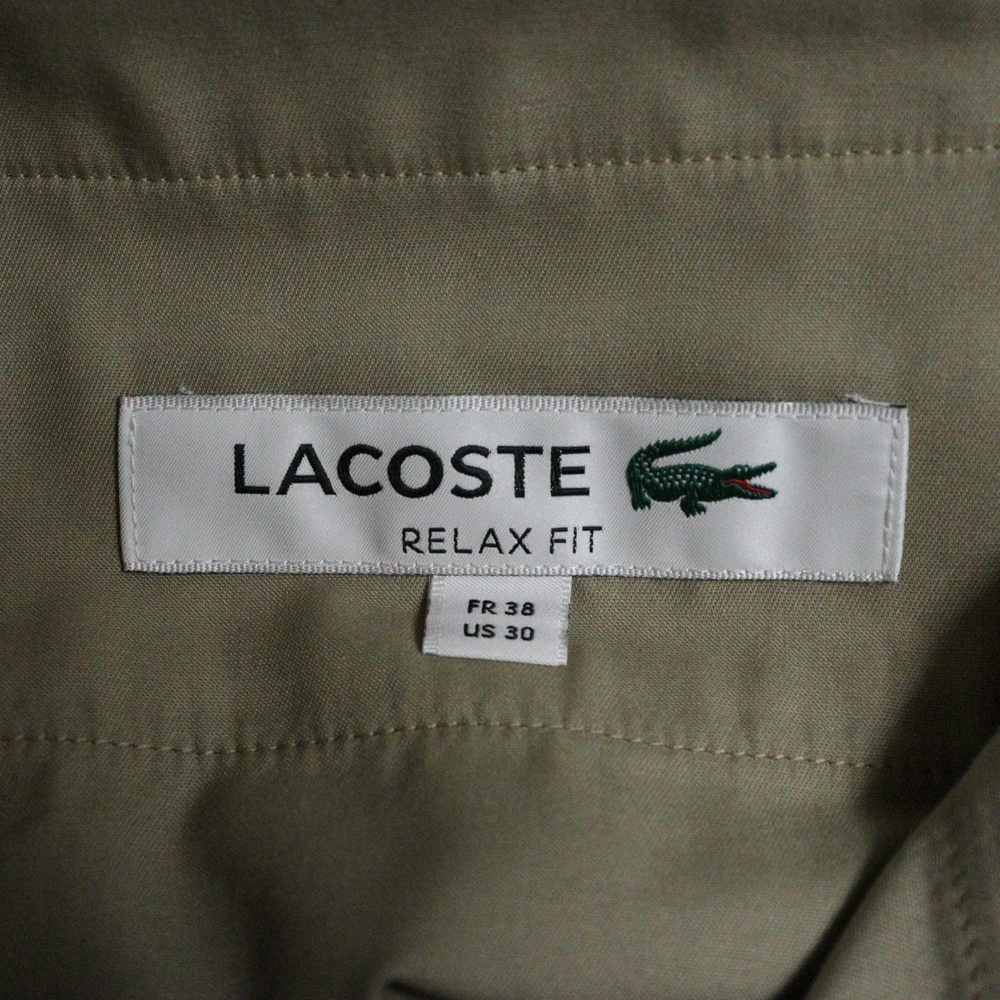 LACOSTE
RELAX FIT
FR 38
US 30